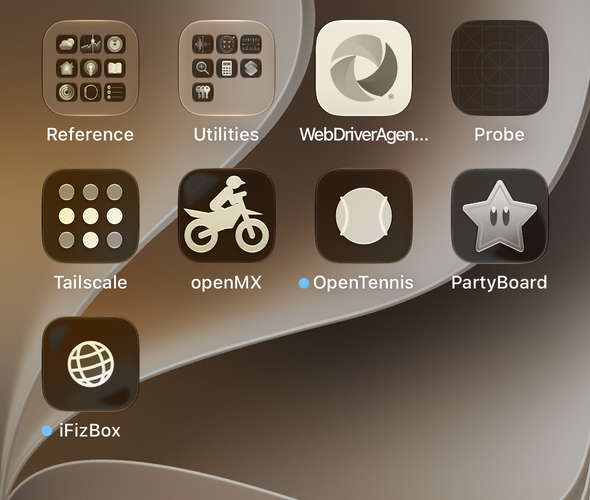 Reference
Utilities
WebDriverAgen...
Probe
Tailscale
openMX
OpenTennis
PartyBoard
iFizBox